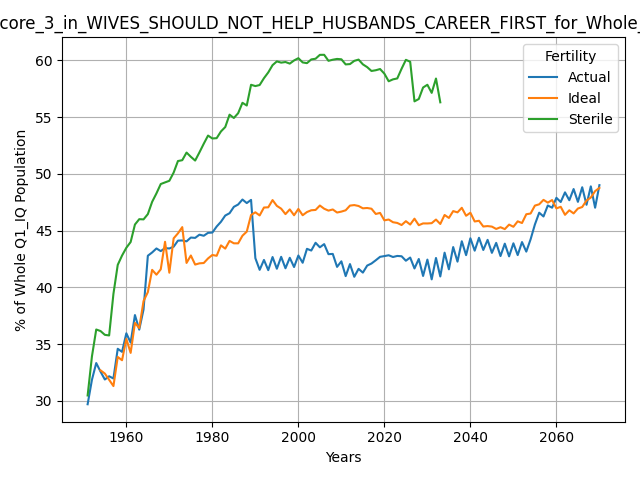 core_3_in_WIVES_SHOULD_NOT_HELP_HUSBANDS_CAREER_FIRST_for_Whole_
Fertility
Actual
Ideal
Sterile
% of Whole Q1_IQ Population
60
55
50
45
40
35
30
1960 1980 2000 2020 2040 2060
Years